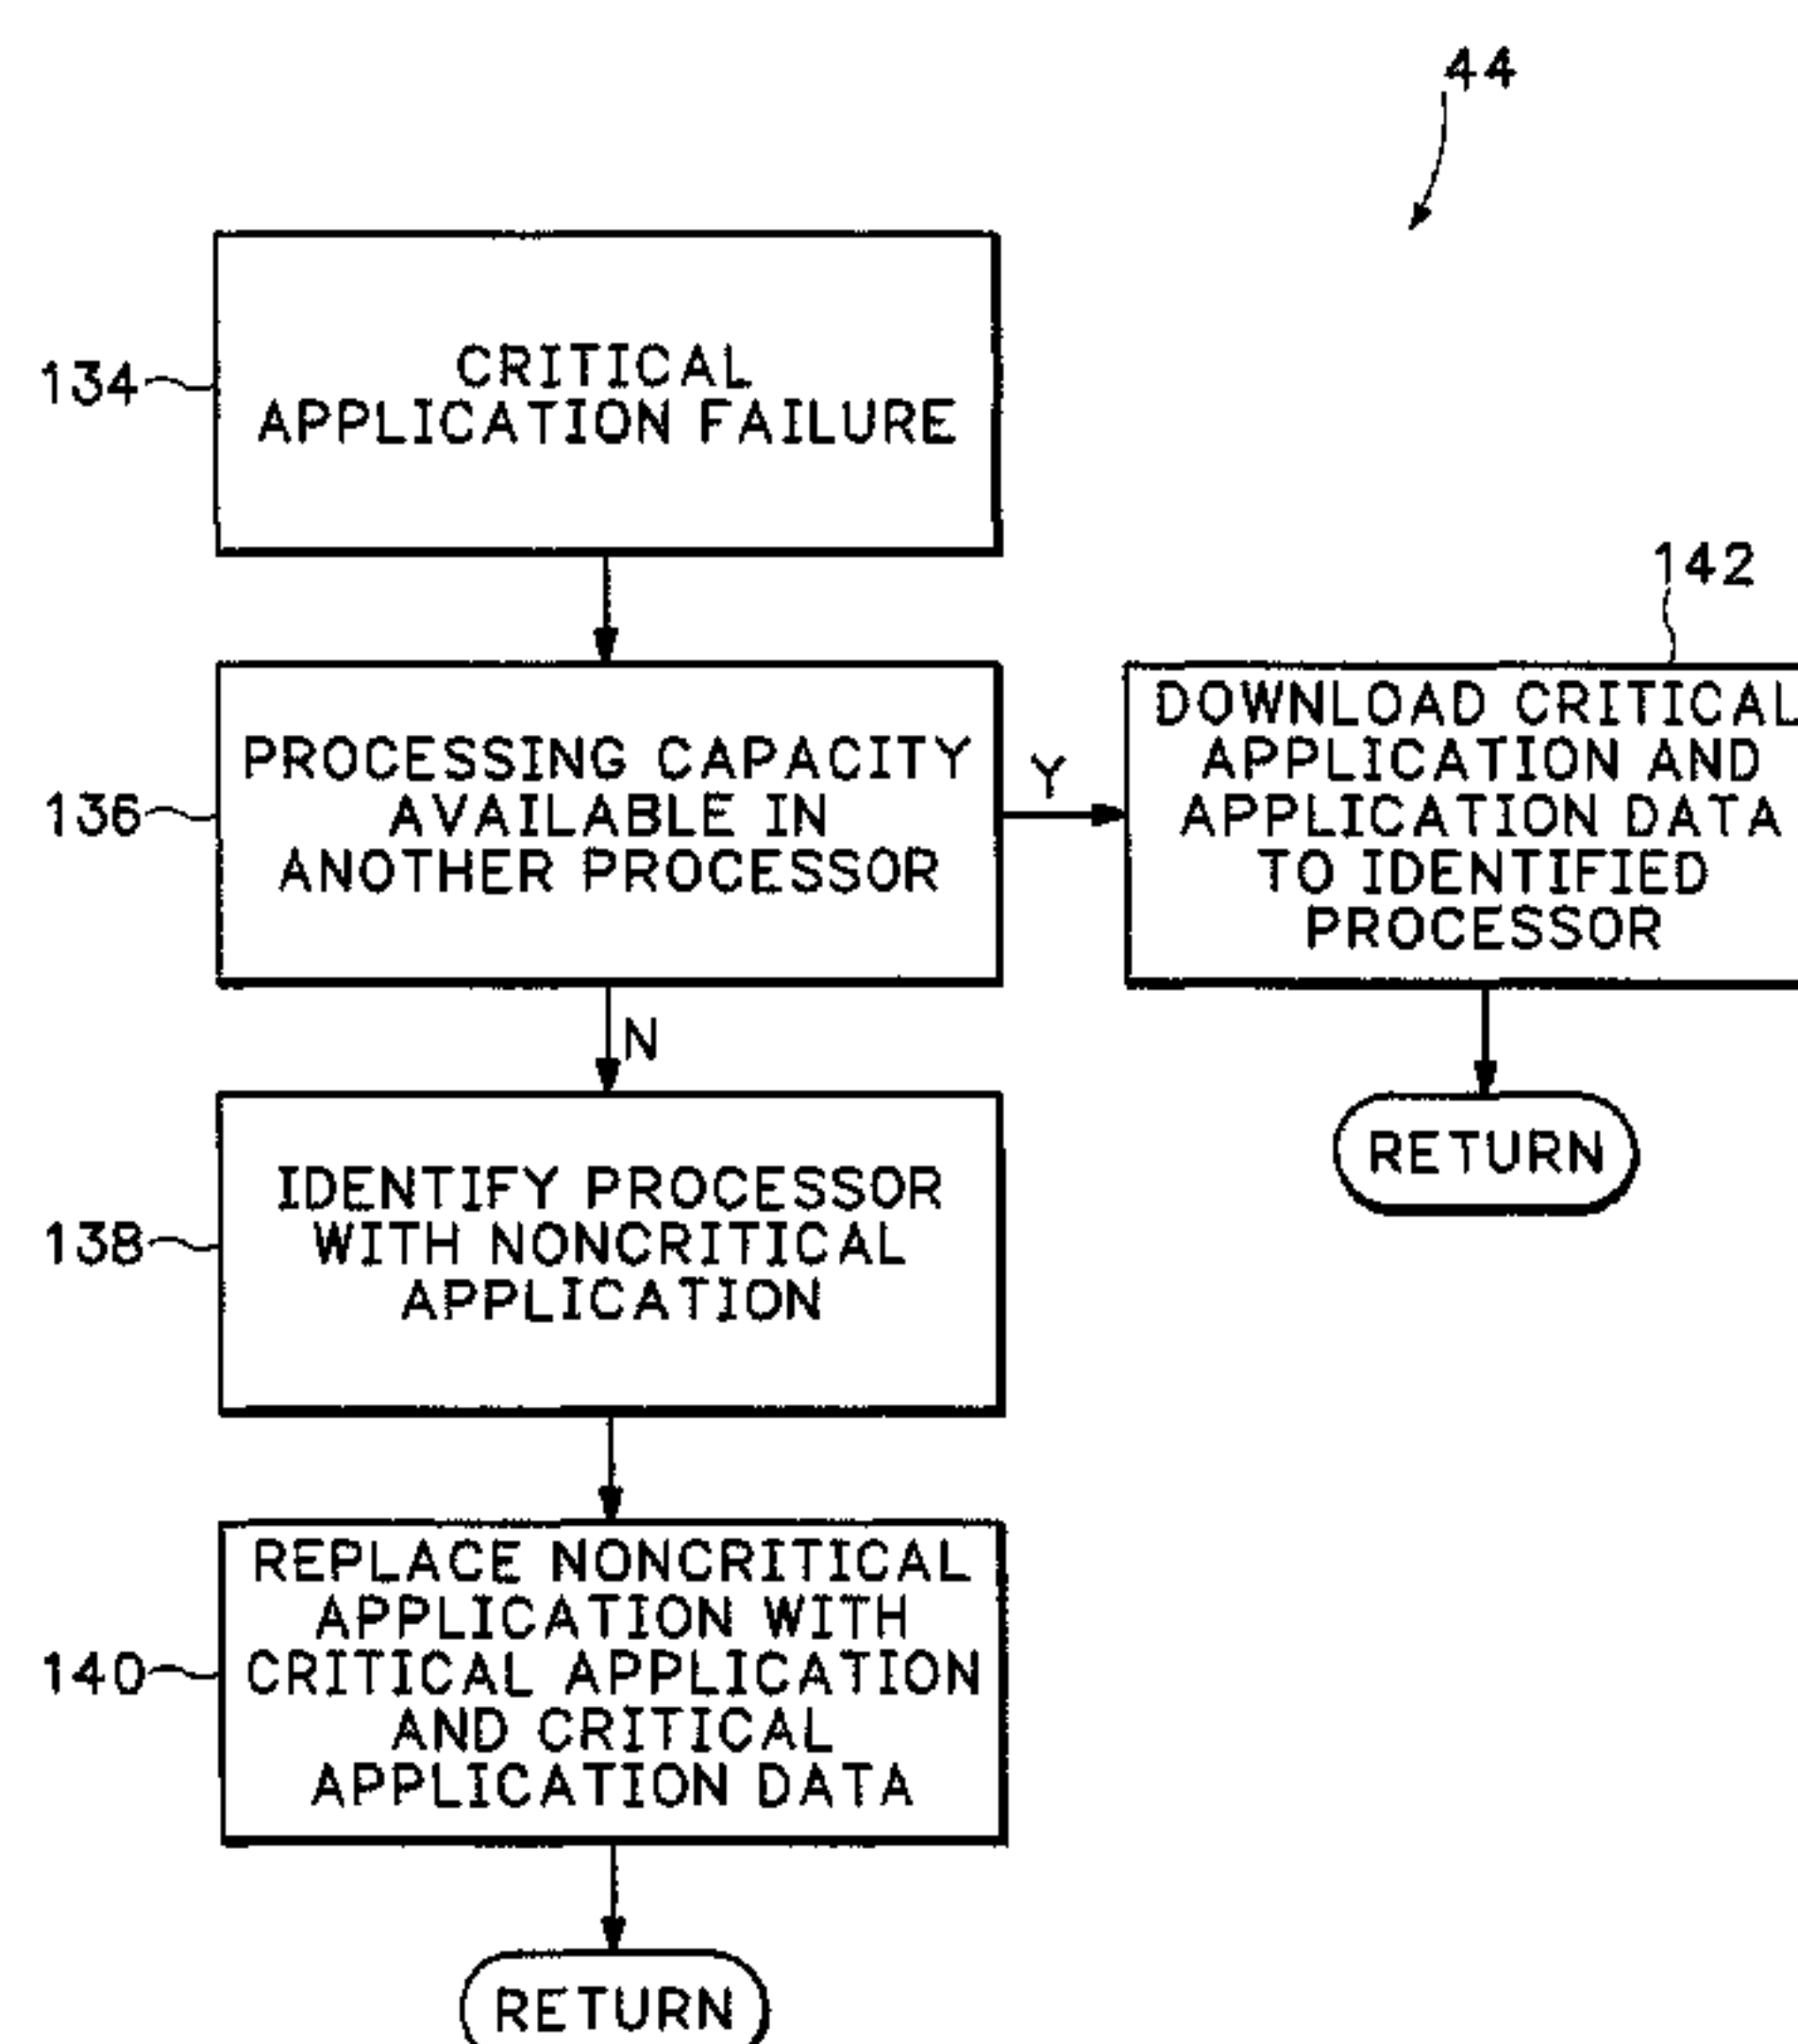 44
134
CRITICAL
APPLICATION FAILURE
142
136
PROCESSING CAPACITY
AVAILABLE IN
ANOTHER PROCESSOR
Y
DOWNLOAD CRITICAL
APPLICATION AND
APPLICATION DATA
TO IDENTIFIED
PROCESSOR
N
RETURN
138
IDENTIFY PROCESSOR
WITH NONCRITICAL
APPLICATION
140
REPLACE NONCRITICAL
APPLICATION WITH
CRITICAL APPLICATION
AND CRITICAL
APPLICATION DATA
RETURN